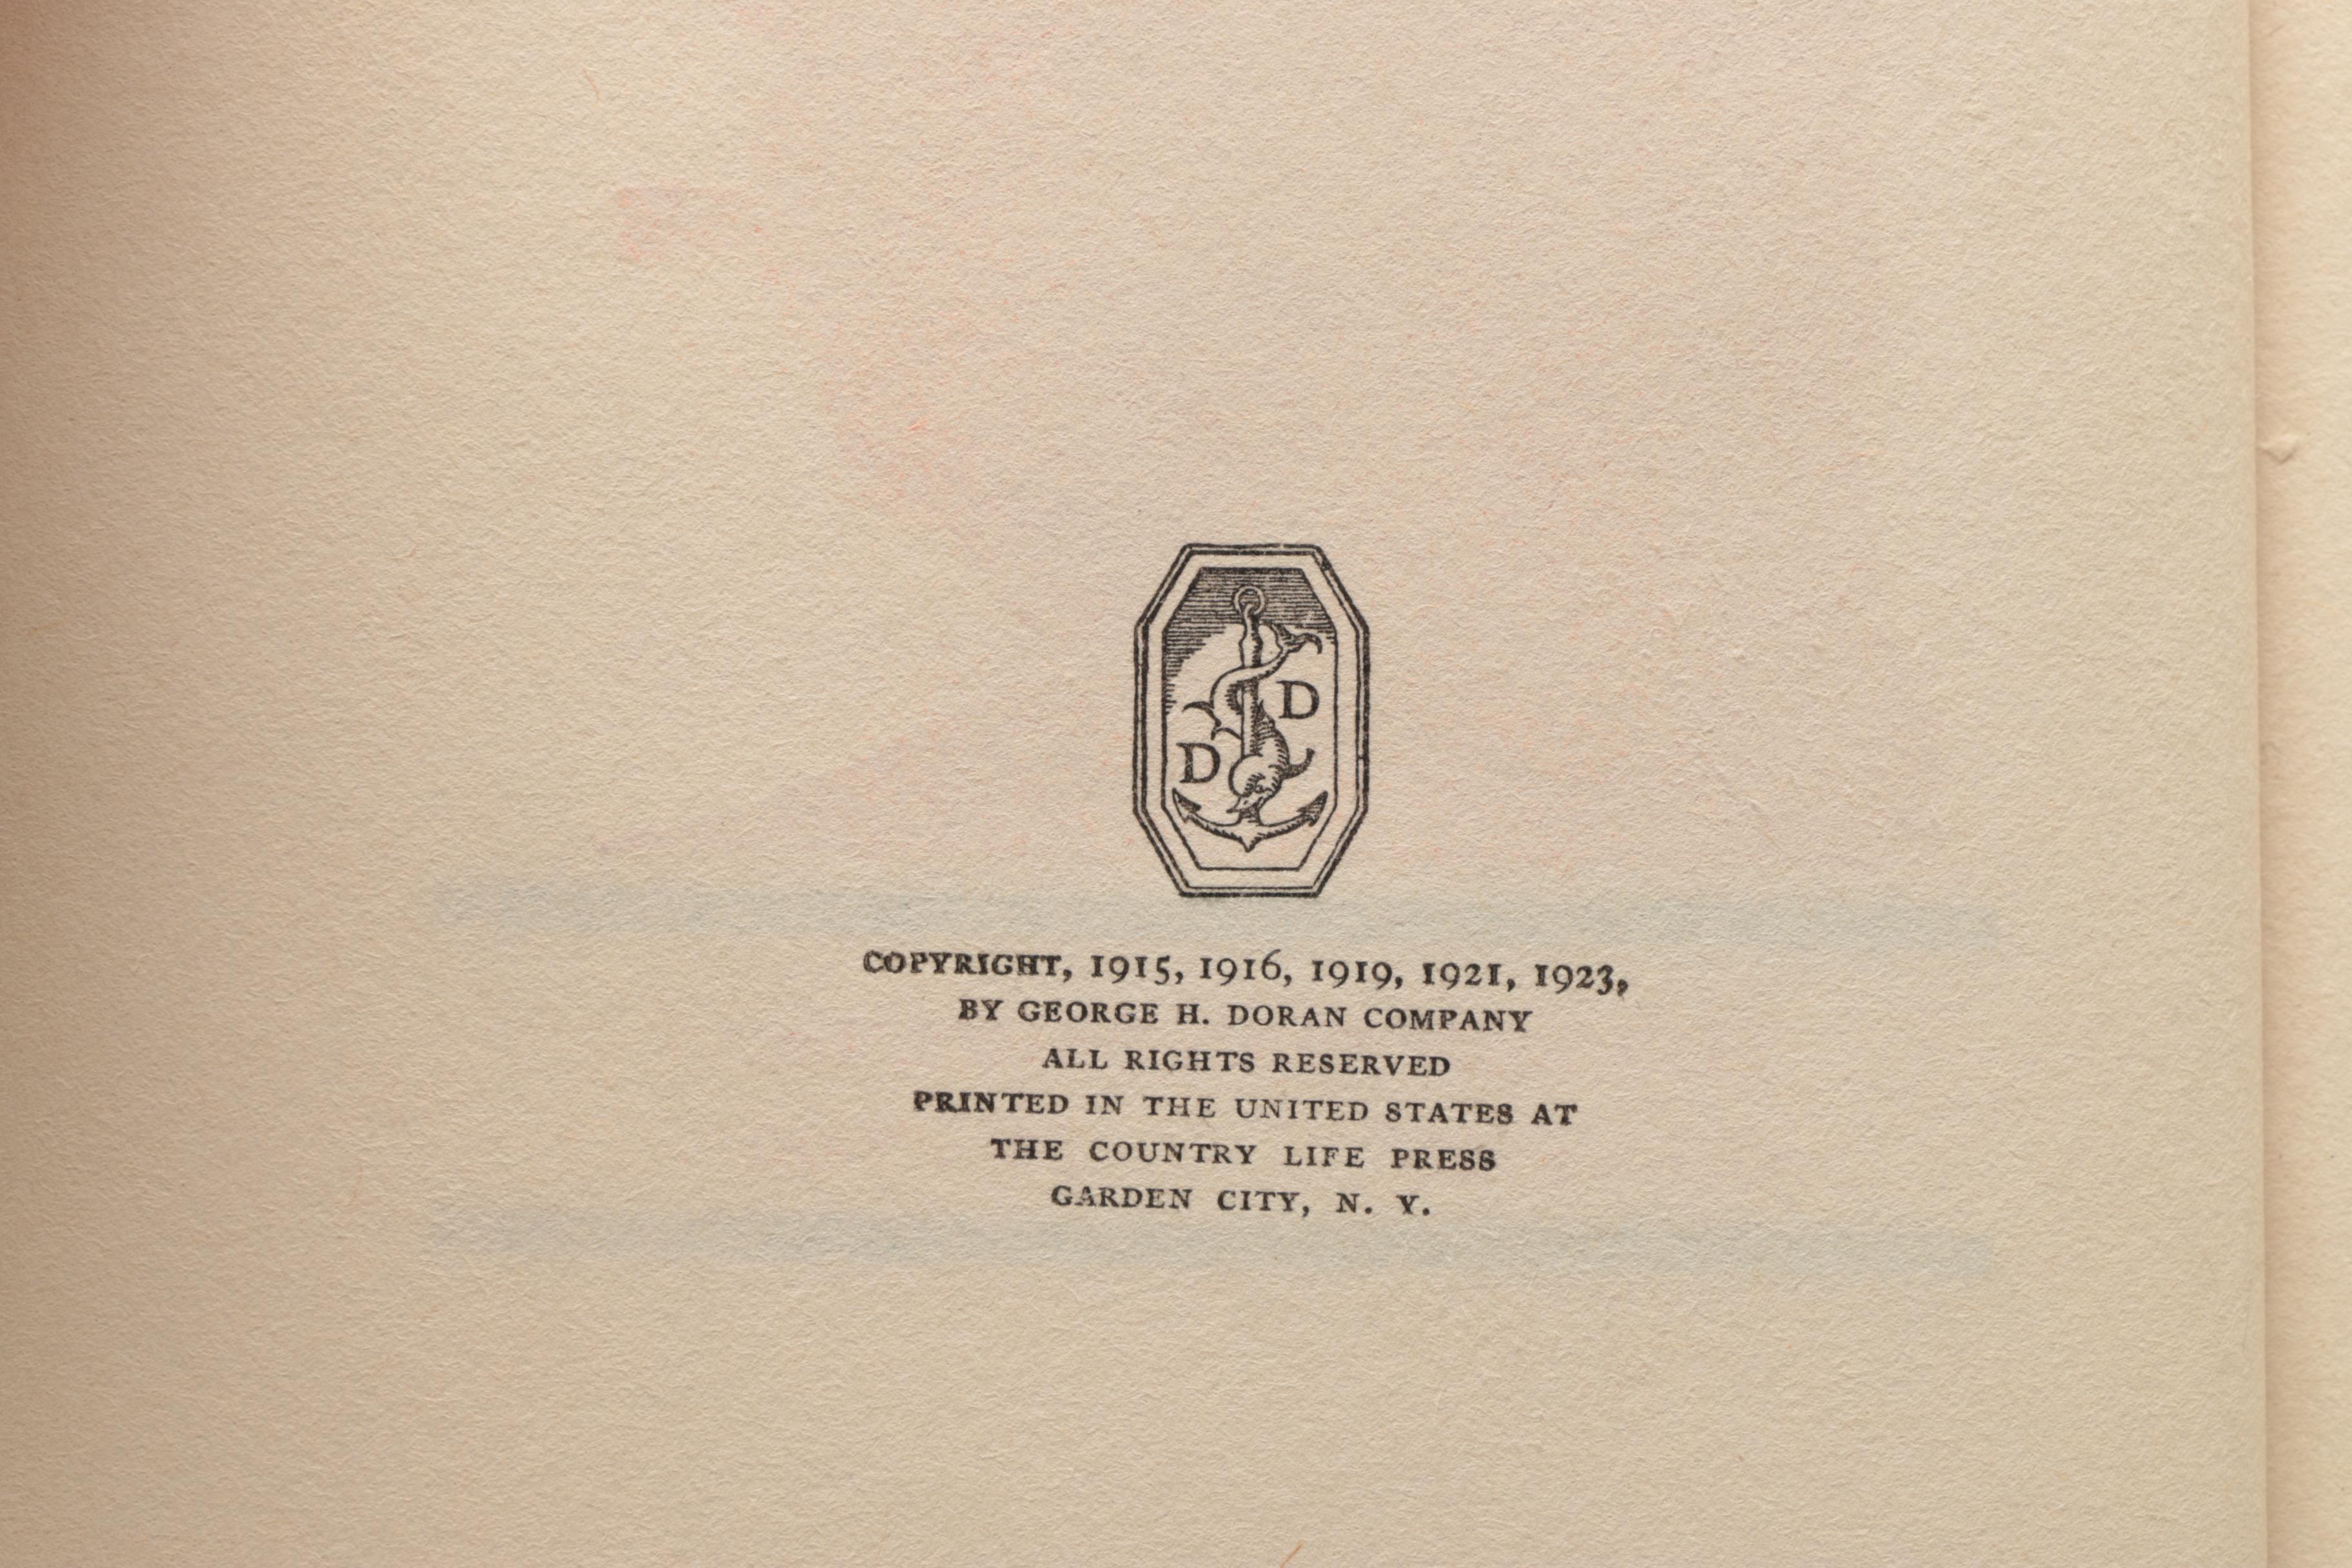 D
D
COPYRIGHT, 1915, 1916, 1919, 1921, 1923,
BY GEORGE H. DORAN COMPANY
ALL RIGHTS RESERVED
PRINTED IN THE UNITED STATES AT
THE COUNTRY LIFE PRESS
GARDEN CITY, N. Y.